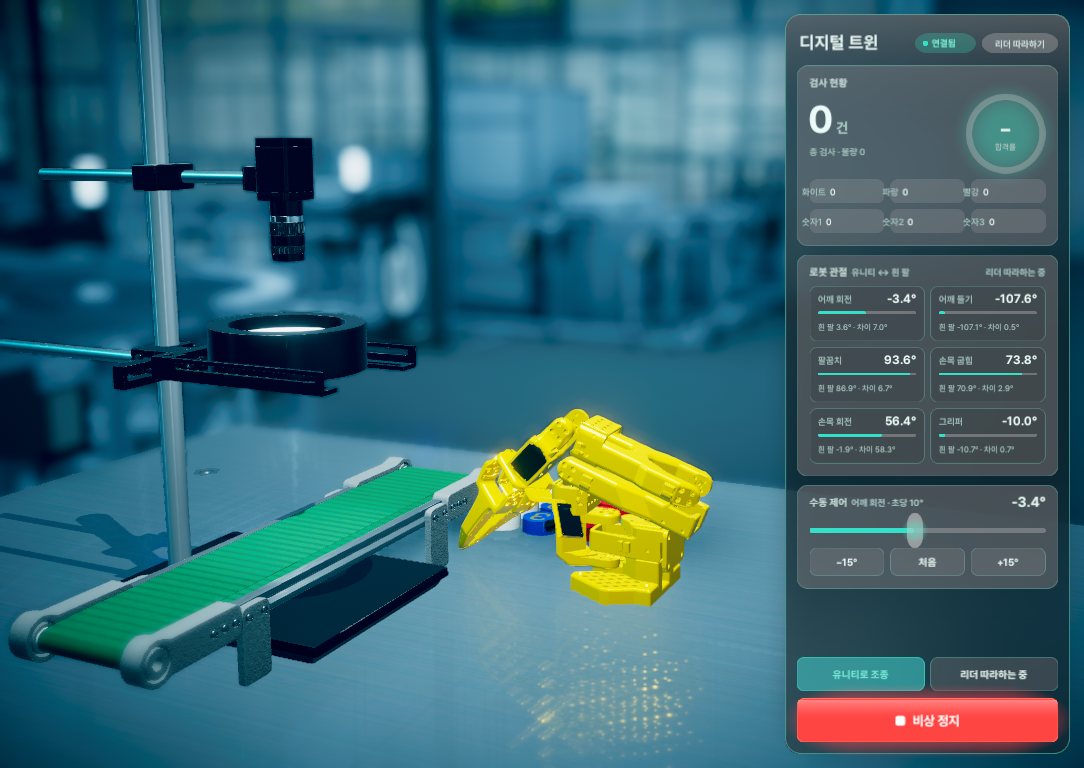 디지털 트윈
연결됨
리더 따라하기
검사 현황
0 건
총 검사 · 불량 0
–
합격률
화이트 0
파랑 0
빨강 0
숫자1 0
숫자2 0
숫자3 0
로봇 관절 유니티 ↔ 흰 팔
리더 따라하는 중
어깨 회전 -3.4°
흰 팔 3.6° · 차이 7.0°
어깨 들기 -107.6°
흰 팔 -107.1° · 차이 0.5°
팔꿈치 93.6°
흰 팔 86.9° · 차이 6.7°
손목 굽힘 73.8°
흰 팔 70.9° · 차이 2.9°
손목 회전 56.4°
흰 팔 -1.9° · 차이 58.3°
그리퍼 -10.0°
흰 팔 -10.7° · 차이 0.7°
수동 제어 어깨 회전 · 초당 10°
-3.4°
-15°
처음
+15°
유니티로 조종
리더 따라하는 중
비상 정지